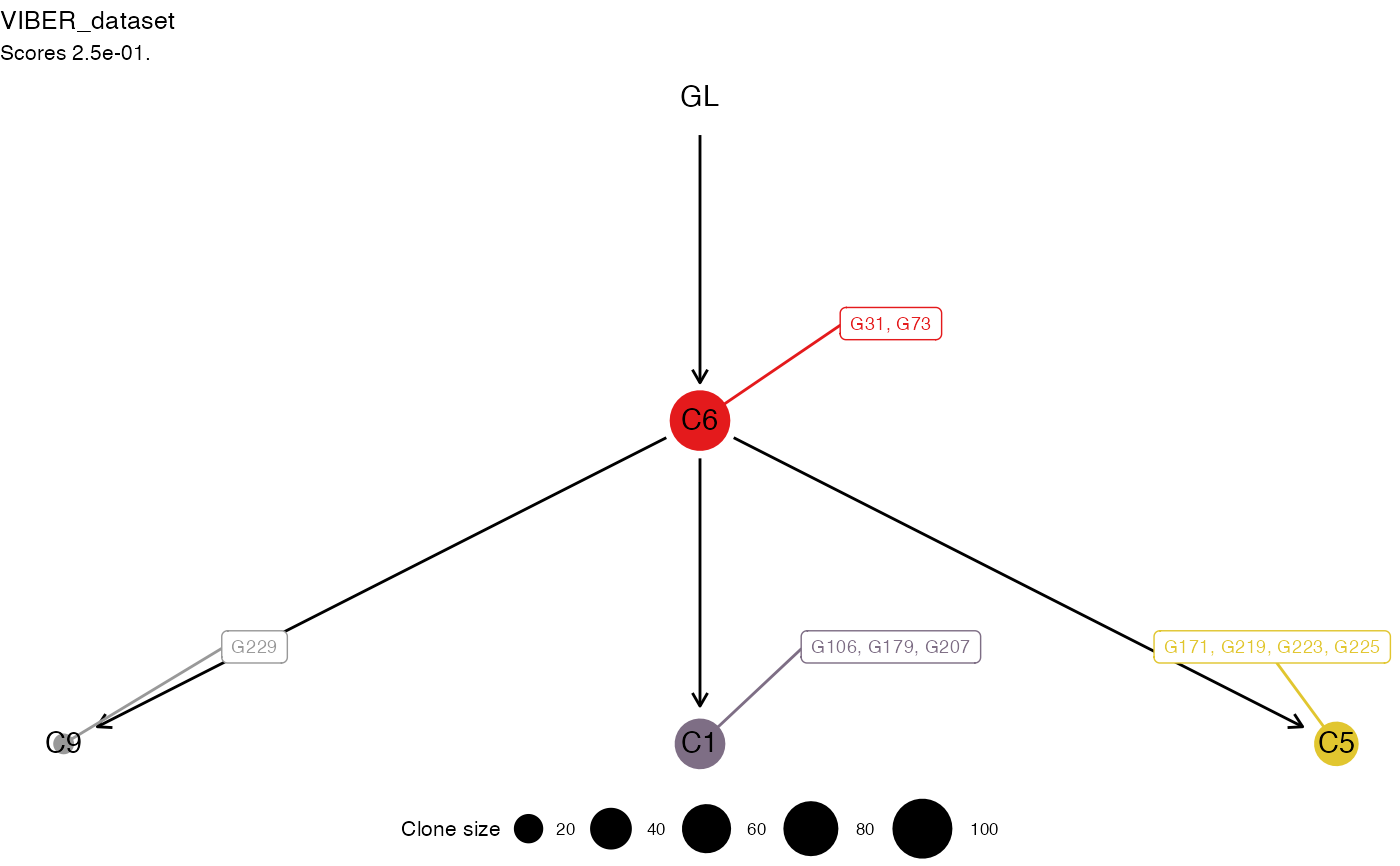 VIBER_dataset
Scores 2.5e-01.
GL
G31, G73
C6
G229
G106, G179, G207
G171, G219, G223, G225
C9
C1
C5
Clone size 20 40 60 80 100